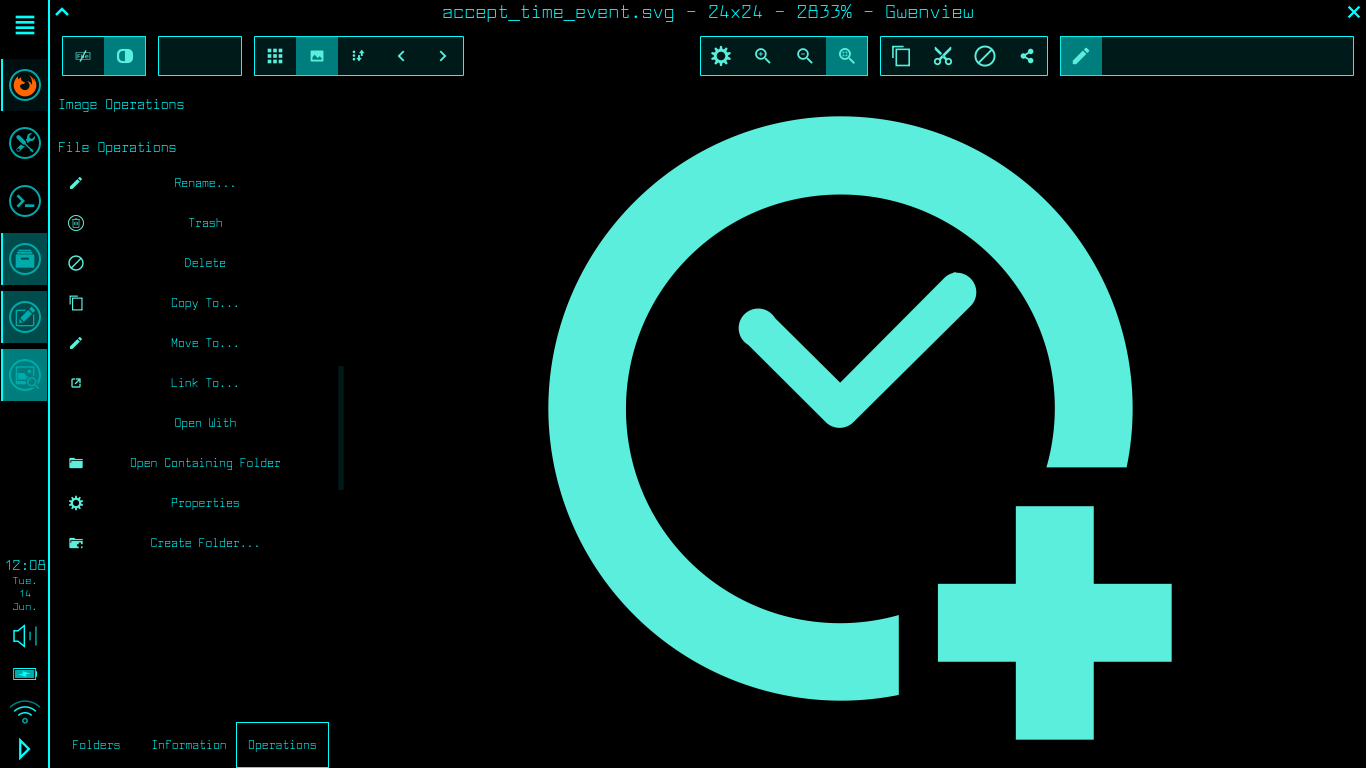 accept_time_event.svg - 24x24 - 2833% - Gwenview
Image Operations
File Operations
Rename...
Trash
Delete
Copy To...
Move To...
Link To...
Open With
Open Containing Folder
Properties
Create Folder...
12:08
Tue.
14
Jun.
Folders
Information
Operations